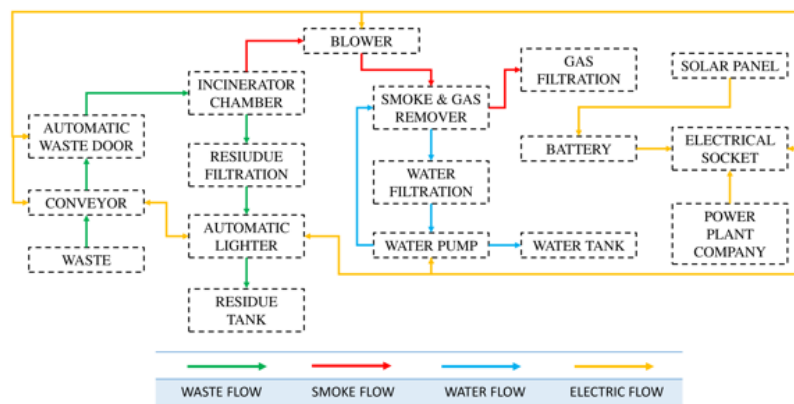 BLOWER
GAS
FILTRATION
SOLAR PANEL
INCINERATOR
CHAMBER
SMOKE & GAS
REMOVER
AUTOMATIC
WASTE DOOR
RESIUDUE
FILTRATION
BATTERY
ELECTRICAL
SOCKET
WATER
FILTRATION
CONVEYOR
AUTOMATIC
LIGHTER
WATER PUMP
WATER TANK
POWER
PLANT
COMPANY
WASTE
RESIDUE
TANK
WASTE FLOW
SMOKE FLOW
WATER FLOW
ELECTRIC FLOW